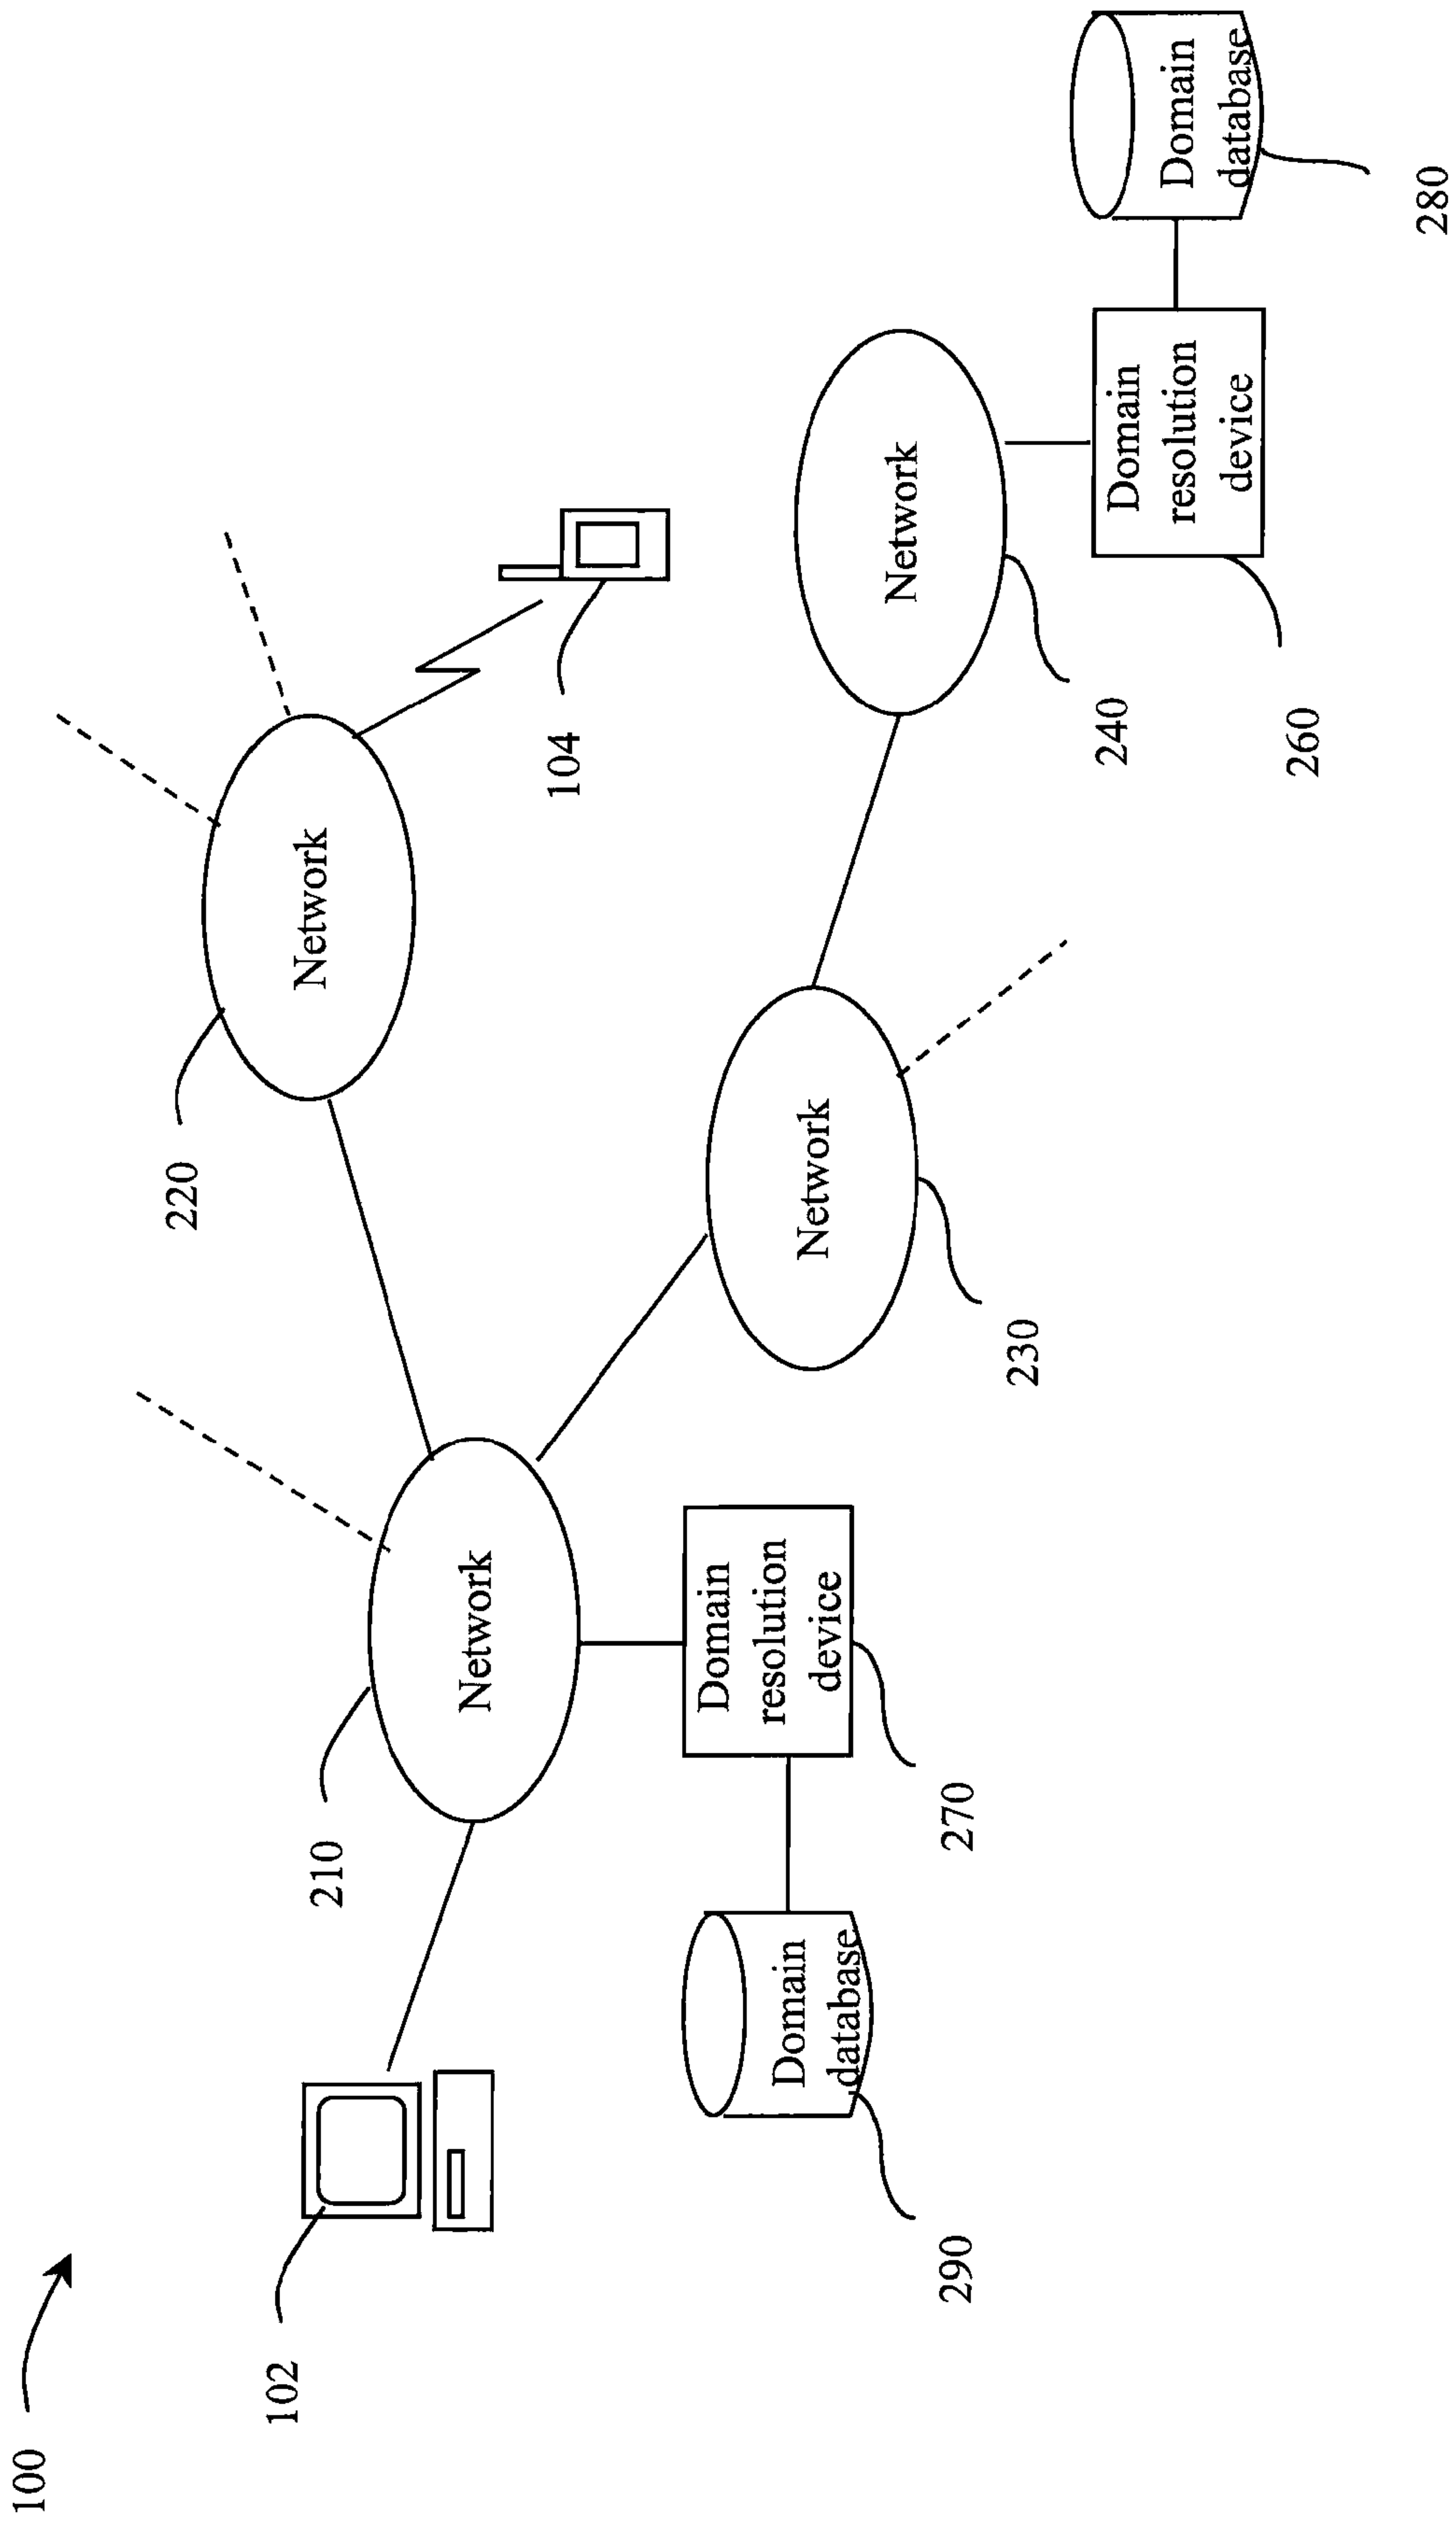 100
102
210
Network
220
Network
104
Domain
database
290
Domain
resolution
device
270
Network
230
Network
240
Domain
resolution
device
260
Domain
database
280